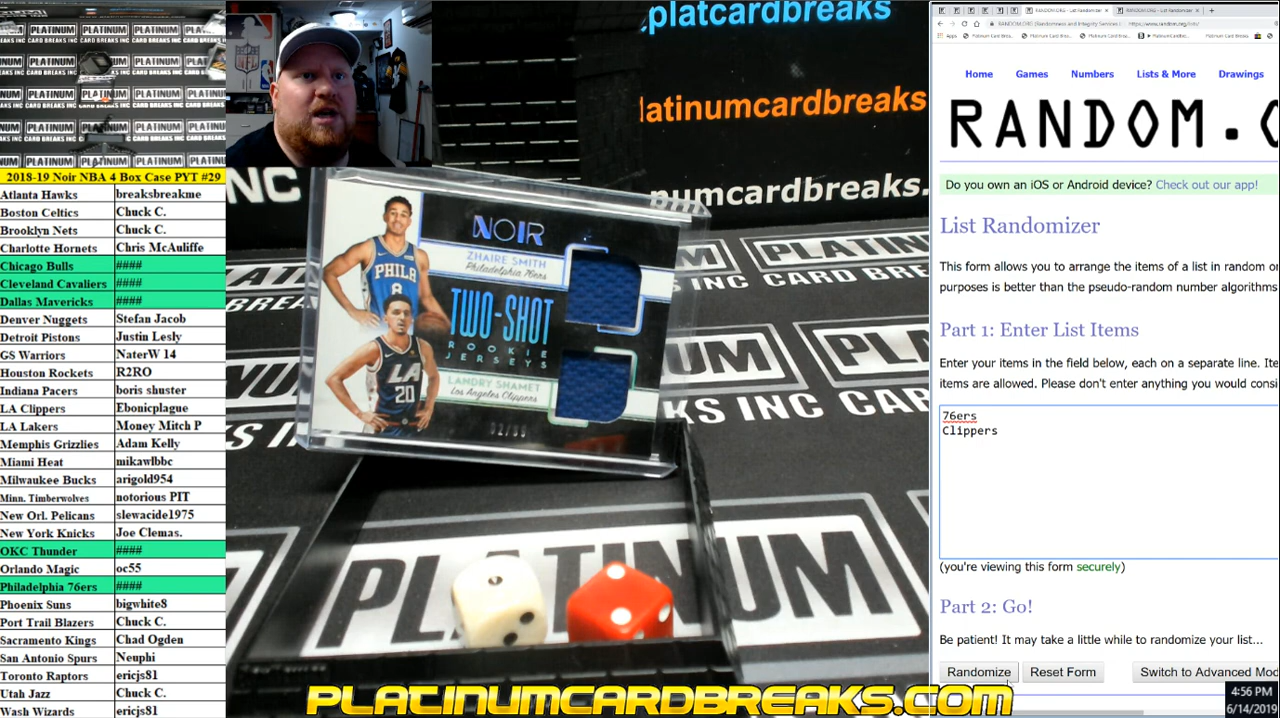 2018-19 Noir NBA 4 Box Case PYT #29
Atlanta Hawks breaksbreakme
Boston Celtics Chuck C.
Brooklyn Nets Chuck C.
Charlotte Hornets Chris McAuliffe
Chicago Bulls ####
Cleveland Cavaliers ####
Dallas Mavericks ####
Denver Nuggets Stefan Jacob
Detroit Pistons Justin Lesly
GS Warriors NaterW 14
Houston Rockets R2RO
Indiana Pacers boris shuster
LA Clippers Ebonicplague
LA Lakers Money Mitch P
Memphis Grizzlies Adam Kelly
Miami Heat mikawlbbc
Milwaukee Bucks arigold954
Minn. Timberwolves notorious PIT
New Orl. Pelicans slewacide1975
New York Knicks Joe Clemas.
OKC Thunder ####
Orlando Magic oc55
Philadelphia 76ers ####
Phoenix Suns bigwhite8
Port Trail Blazers Chuck C.
Sacramento Kings Chad Ogden
San Antonio Spurs Neuphi
Toronto Raptors ericjs81
Utah Jazz Chuck C.
Wash Wizards ericjs81
platcardbreaks
latinumcardbreaks
inumcardbreaks.
NOIR
ZHAIRE SMITH
Philadelphia 76ers
TWO-SHOT
ROOKIE
JERSEYS
LANDRY SHAMET
Los Angeles Clippers
PHILA
8
LA
20
PLATINUM
PLATINUMCARDBREAKS.COM
Home Games Numbers Lists & More Drawings
RANDOM.
Do you own an iOS or Android device? Check out our app!
List Randomizer
This form allows you to arrange the items of a list in random
purposes is better than the pseudo-random number algorithms
Part 1: Enter List Items
Enter your items in the field below, each on a separate line.
items are allowed. Please don't enter anything you would
76ers
Clippers
(you're viewing this form securely)
Part 2: Go!
Be patient! It may take a little while to randomize your list...
Randomize Reset Form Switch to Advanced
4:56 PM
6/14/2019